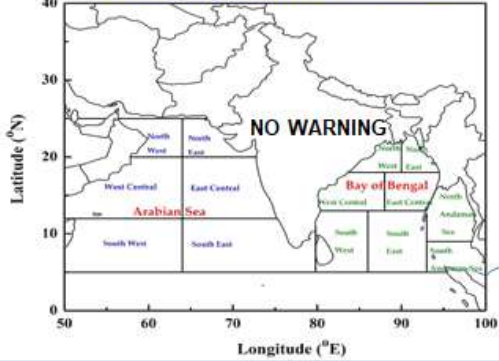 40
30
20
10
0
Latitude (°N)
NO WARNING
North West
North East
North West
North East
West Central
East Central
Bay of Bengal
West Central
East Central
Arabian Sea
North Andaman Sea
South West
South East
South West
South East
South Andaman Sea
50 60 70 80 90 100
Longitude (°E)